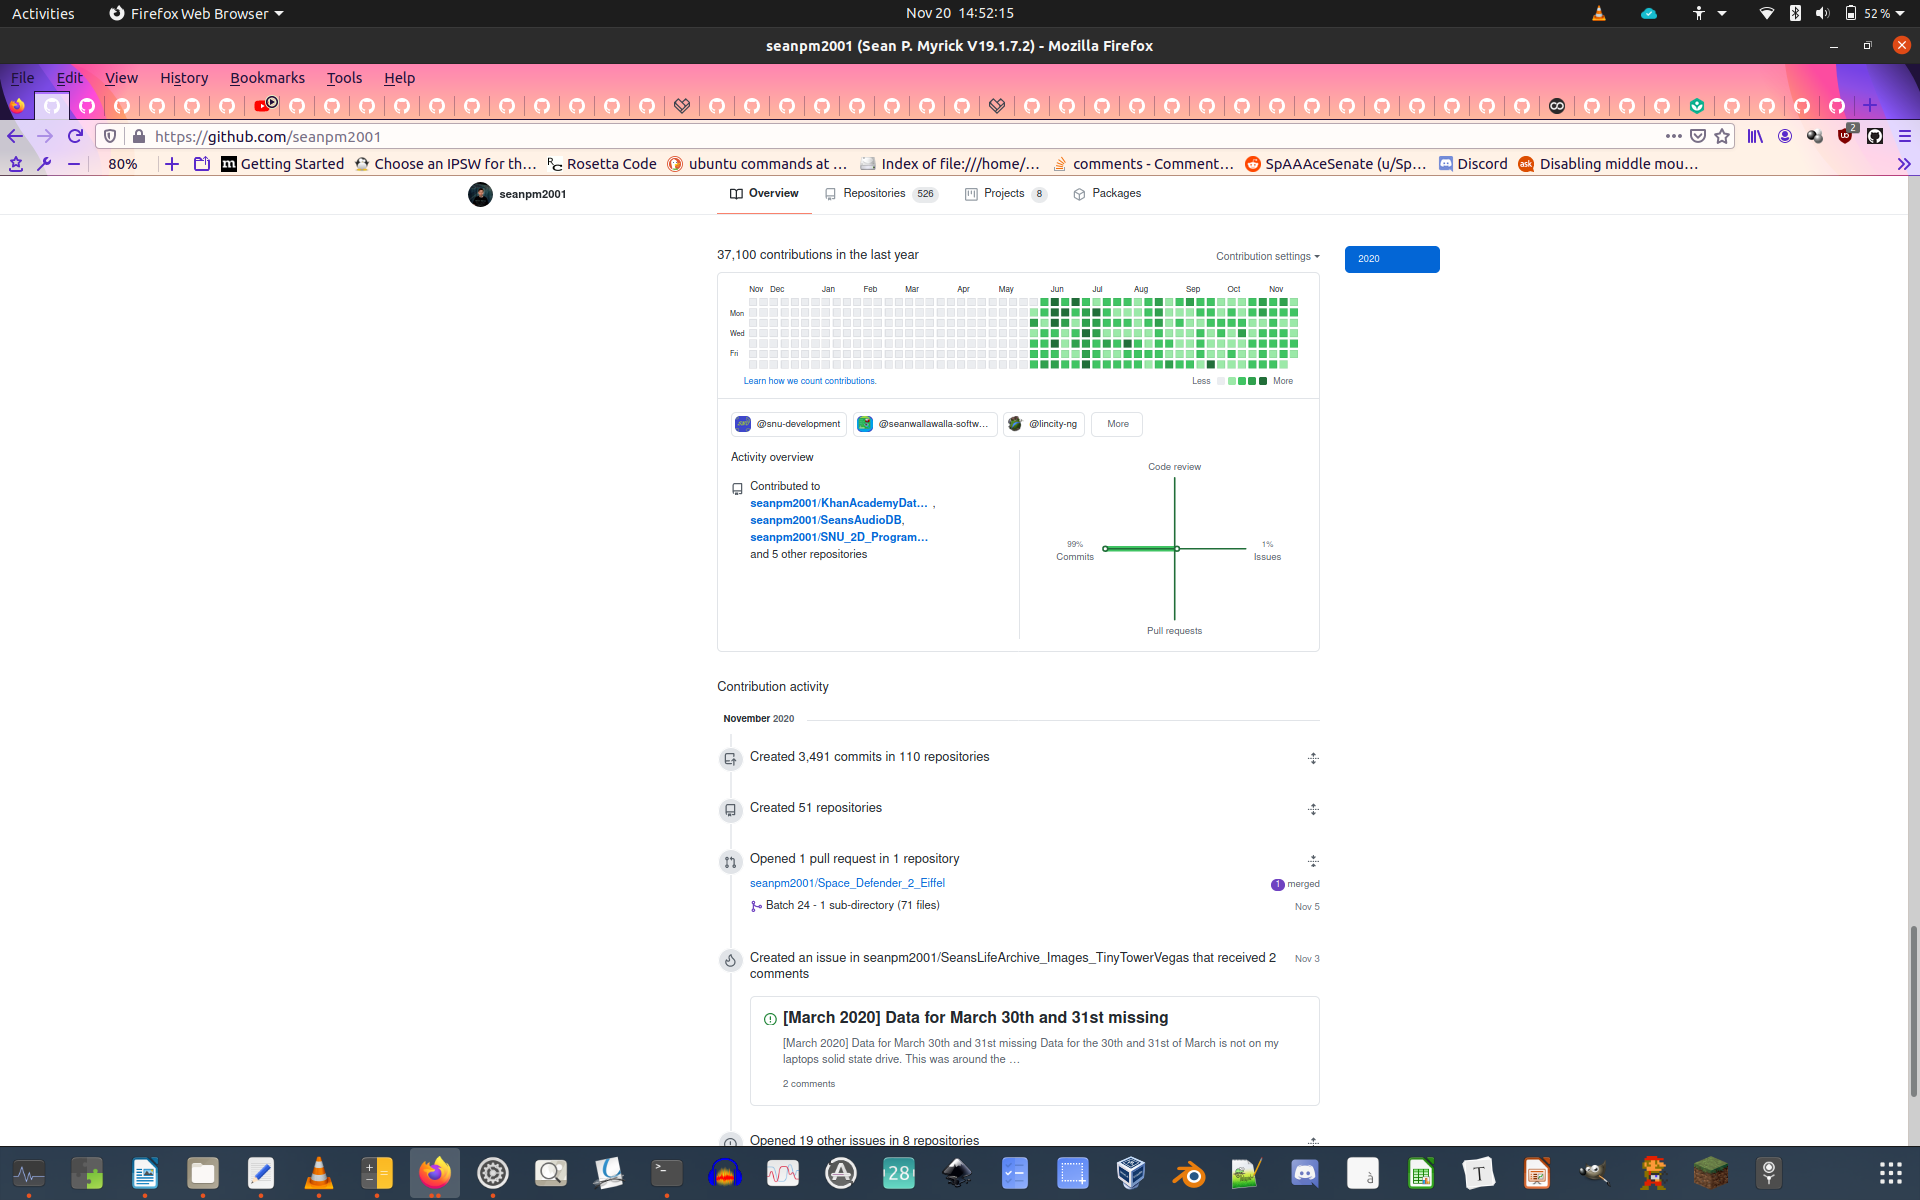 Activities
Firefox Web Browser
Nov 20 14:52:15
52 %
seanpm2001 (Sean P. Myrick V19.1.7.2) - Mozilla Firefox
File Edit View History Bookmarks Tools Help
https://github.com/seanpm2001
2
80%
Getting Started
Choose an IPSW for th…
Rosetta Code
ubuntu commands at …
Index of file:///home/…
comments - Comment…
SpAAAceSenate (u/Sp…
Discord
Disabling middle mou…
seanpm2001
Overview
Repositories 526
Projects 8
Packages
37,100 contributions in the last year
Contribution settings
2020
Nov Dec Jan Feb Mar Apr May Jun Jul Aug Sep Oct Nov
Mon
Wed
Fri
Learn how we count contributions.
Less More
@snu-development
@seanwallawalla-softw…
@lincity-ng
More
Activity overview
Contributed to
seanpm2001/KhanAcademyDat… ,
seanpm2001/SeansAudioDB,
seanpm2001/SNU_2D_Program…
and 5 other repositories
Code review
99%
Commits
1%
Issues
Pull requests
Contribution activity
November 2020
Created 3,491 commits in 110 repositories
Created 51 repositories
Opened 1 pull request in 1 repository
seanpm2001/Space_Defender_2_Eiffel
1 merged
Batch 24 - 1 sub-directory (71 files)
Nov 5
Created an issue in seanpm2001/SeansLifeArchive_Images_TinyTowerVegas that received 2
comments
Nov 3
[March 2020] Data for March 30th and 31st missing
[March 2020] Data for March 30th and 31st missing Data for the 30th and 31st of March is not on my
laptops solid state drive. This was around the …
2 comments
Opened 19 other issues in 8 repositories
28